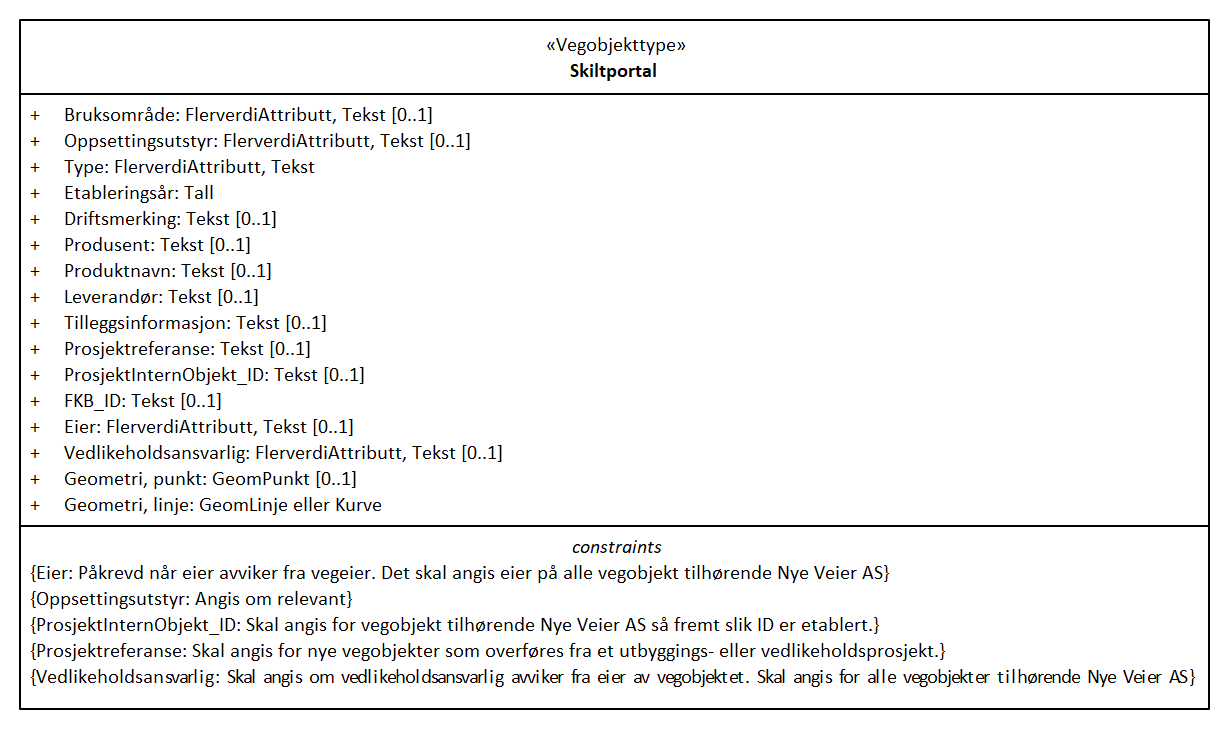 «Vegobjekttype»
Skiltportal
+ Bruksområde: FlerverdiAttributt, Tekst [0..1]
+ Oppsettingsutstyr: FlerverdiAttributt, Tekst [0..1]
+ Type: FlerverdiAttributt, Tekst
+ Etableringsår: Tall
+ Driftsmerking: Tekst [0..1]
+ Produsent: Tekst [0..1]
+ Produktnavn: Tekst [0..1]
+ Leverandør: Tekst [0..1]
+ Tilleggsinformasjon: Tekst [0..1]
+ Prosjektreferanse: Tekst [0..1]
+ ProsjektInternObjekt_ID: Tekst [0..1]
+ FKB_ID: Tekst [0..1]
+ Eier: FlerverdiAttributt, Tekst [0..1]
+ Vedlikeholdsansvarlig: FlerverdiAttributt, Tekst [0..1]
+ Geometri, punkt: GeomPunkt [0..1]
+ Geometri, linje: GeomLinje eller Kurve
constraints
{Eier: Påkrevd når eier avviker fra vegeier. Det skal angis eier på alle vegobjekt tilhørende Nye Veier AS}
{Oppsettingsutstyr: Angis om relevant}
{ProsjektInternObjekt_ID: Skal angis for vegobjekt tilhørende Nye Veier AS så fremt slik ID er etablert.}
{Prosjektreferanse: Skal angis for nye vegobjekter som overføres fra et utbyggings- eller vedlikeholdsprosjekt.}
{Vedlikeholdsansvarlig: Skal angis om vedlikeholdsansvarlig avviker fra eier av vegobjektet. Skal angis for alle vegobjekter tilhørende Nye Veier AS}